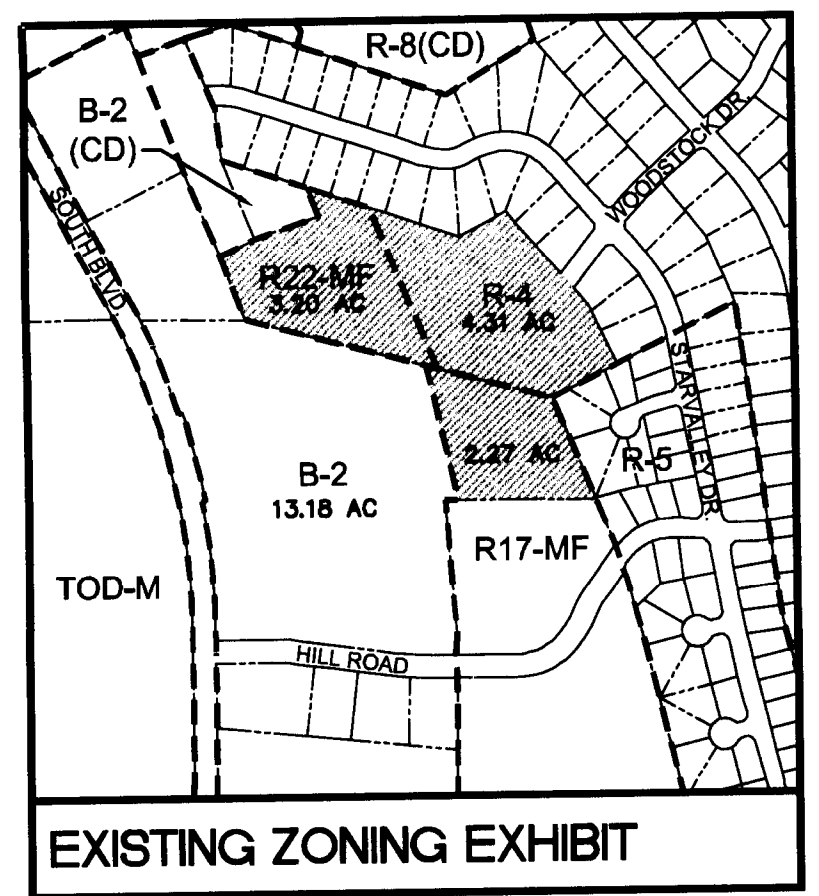 R-8(CD)
B-2
(CD)
WOODSTOCK DR.
SOUTH BLVD.
R22-MF
3.20 AC
R-4
4.31 AC
STARVALLEY DR.
2.27 AC
R-5
B-2
13.18 AC
R17-MF
TOD-M
HILL ROAD
EXISTING ZONING EXHIBIT